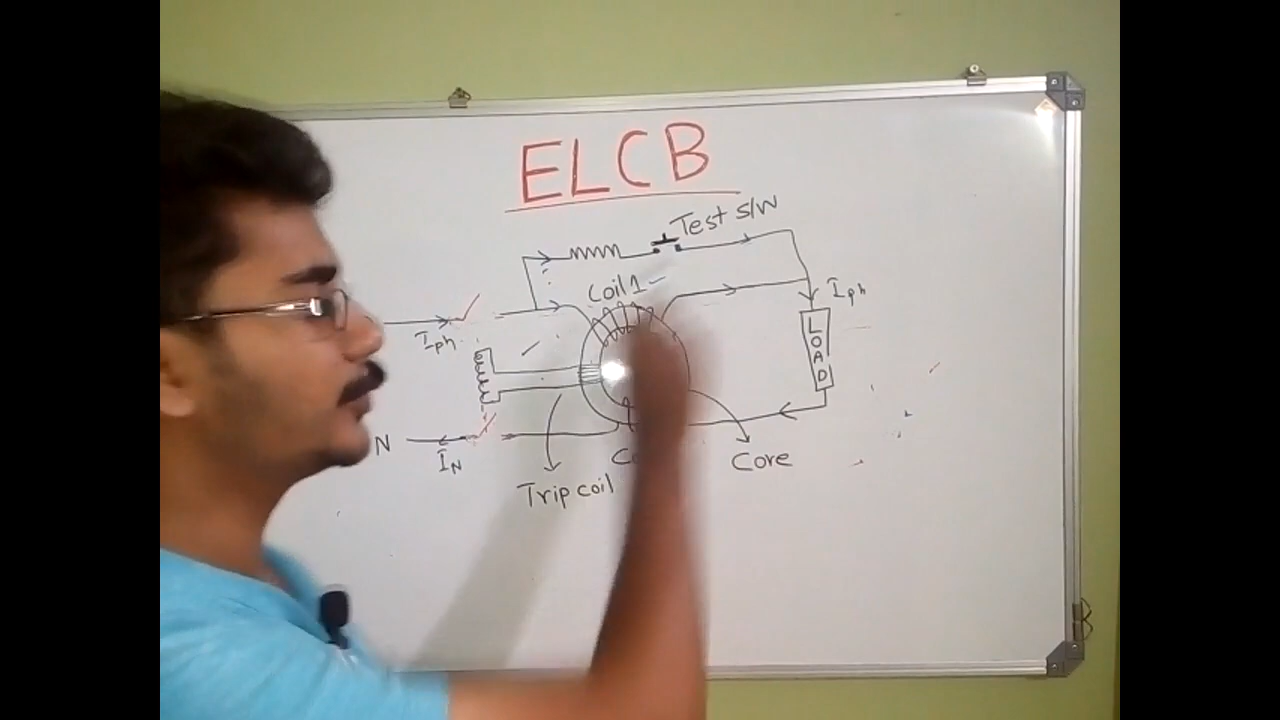 ELCB
Test S/W
Coil 1
Iph
Iph
LOAD
N
IN
Core
Trip coil